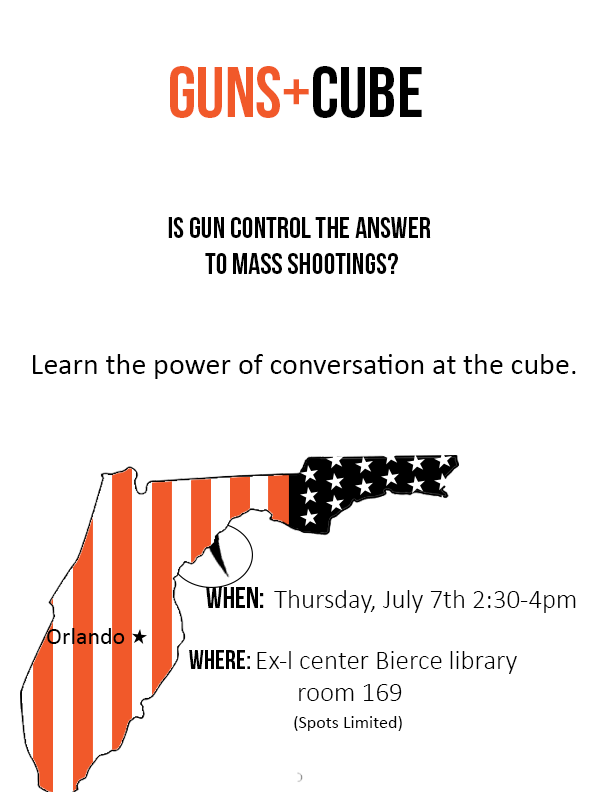 GUNS+CUBE
IS GUN CONTROL THE ANSWER
TO MASS SHOOTINGS?
Learn the power of conversation at the cube.
WHEN: Thursday, July 7th 2:30-4pm
Orlando
WHERE: Ex-l center Bierce library
room 169
(Spots Limited)